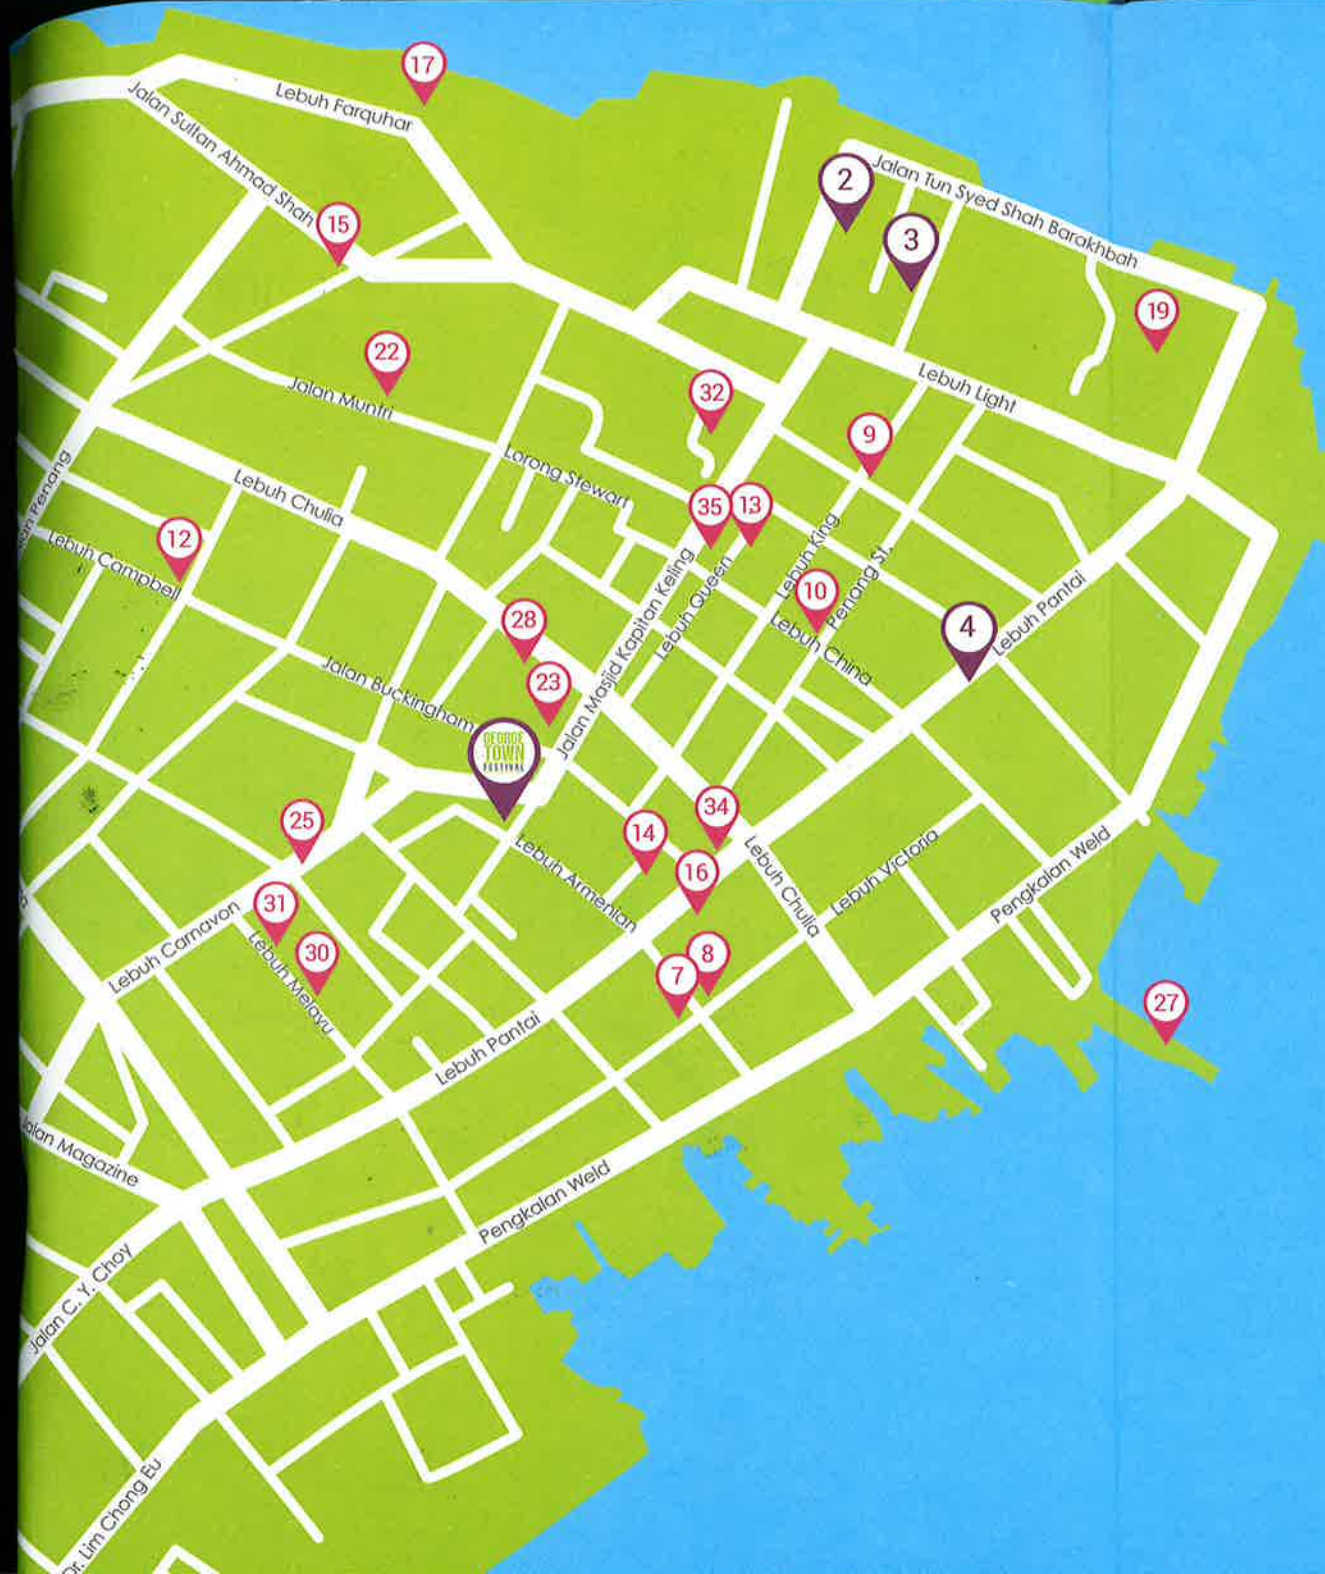 17
Lebuh Farquhar
Jalan Sultan Ahmad Shah
15
2
Jalan Tun Syed Shah Barakhbah
3
19
22
Jalan Muntri
32
Lebuh Light
9
Lorong Stewart
Penang
Lebuh Chulia
35
13
12
Lebuh Campbell
Lebuh King
Penang St.
10
Lebuh China
Lebuh Queen
Jalan Masjid Kapitan Keling
28
4
Lebuh Pantai
23
Jalan Buckingham
GEORGE
TOWN
FESTIVAL
25
14
34
16
Lebuh Armenian
Lebuh Chulia
Lebuh Victoria
Pengkalan Weld
31
Lebuh Carnavon
30
Lebuh Melayu
7
8
27
Lebuh Pantai
Jalan Magazine
Pengkalan Weld
Jalan C. Y. Choy
Dr. Lim Chong Eu